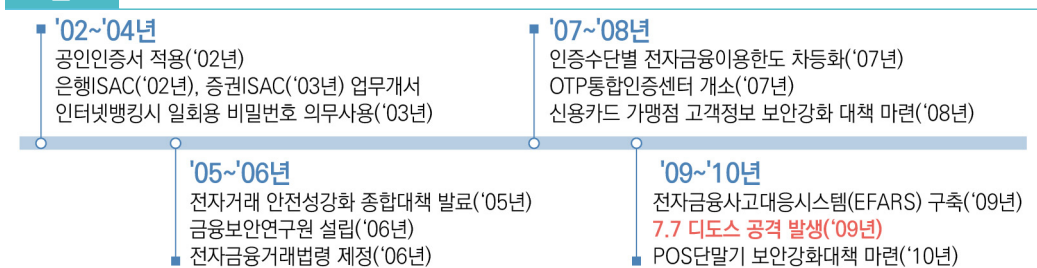 '02~'04년
공인인증서 적용(‘02년)
은행ISAC(‘02년), 증권ISAC(‘03년) 업무개서
인터넷뱅킹시 일회용 비밀번호 의무사용(‘03년)
'07~'08년
인증수단별 전자금융이용한도 차등화(‘07년)
OTP통합인증센터 개소(‘07년)
신용카드 가맹점 고객정보 보안강화 대책 마련(‘08년)
'05~'06년
전자거래 안전성강화 종합대책 발료(‘05년)
금융보안연구원 설립(‘06년)
전자금융거래법령 제정(‘06년)
'09~'10년
전자금융사고대응시스템(EFARS) 구축(‘09년)
7.7 디도스 공격 발생(‘09년)
POS단말기 보안강화대책 마련(‘10년)